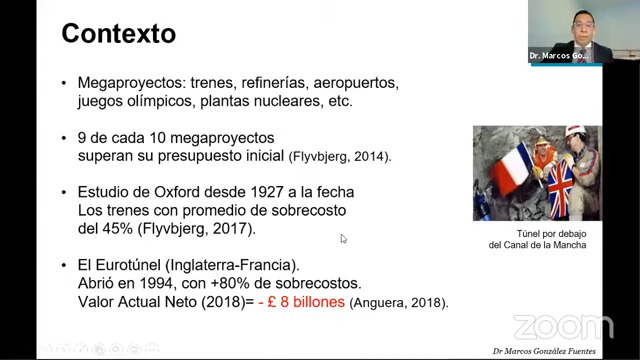 Contexto
Dr. Marcos Go...
• Megaproyectos: trenes, refinerías, aeropuertos,
juegos olímpicos, plantas nucleares, etc.
• 9 de cada 10 megaproyectos
superan su presupuesto inicial (Flyvbjerg, 2014).
• Estudio de Oxford desde 1927 a la fecha
Los trenes con promedio de sobrecosto
del 45% (Flyvbjerg, 2017).
Túnel por debajo
del Canal de la Mancha
• El Eurotúnel (Inglaterra-Francia).
Abrió en 1994, con +80% de sobrecostos.
Valor Actual Neto (2018)= - £ 8 billones (Anguera, 2018).
zoom
Dr Marcos González Fuentes